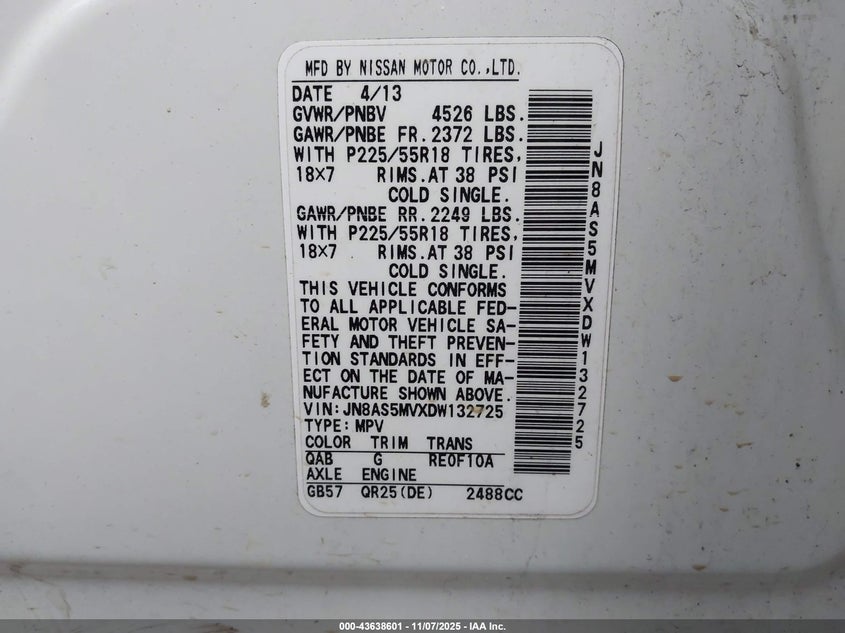 MFD BY NISSAN MOTOR CO.,LTD.
DATE 4/13
GVWR/PNBV 4526 LBS.
GAWR/PNBE FR.2372 LBS.
WITH P225/55R18 TIRES,
18X7 RIMS.AT 38 PSI
COLD SINGLE.
GAWR/PNBE RR.2249 LBS.
WITH P225/55R18 TIRES,
18X7 RIMS.AT 38 PSI
COLD SINGLE.
THIS VEHICLE CONFORMS
TO ALL APPLICABLE FED-
ERAL MOTOR VEHICLE SA-
FETY AND THEFT PREVEN-
TION STANDARDS IN EFF-
ECT ON THE DATE OF MA-
NUFACTURE SHOWN ABOVE.
VIN:JN8AS5MVXDW132725
TYPE:MPV
COLOR TRIM TRANS
QAB G RE0F10A
AXLE ENGINE
GB57 QR25(DE) 2488CC
JN8AS5MVXDW132725
000-43638601 - 11/07/2025 - IAA Inc.